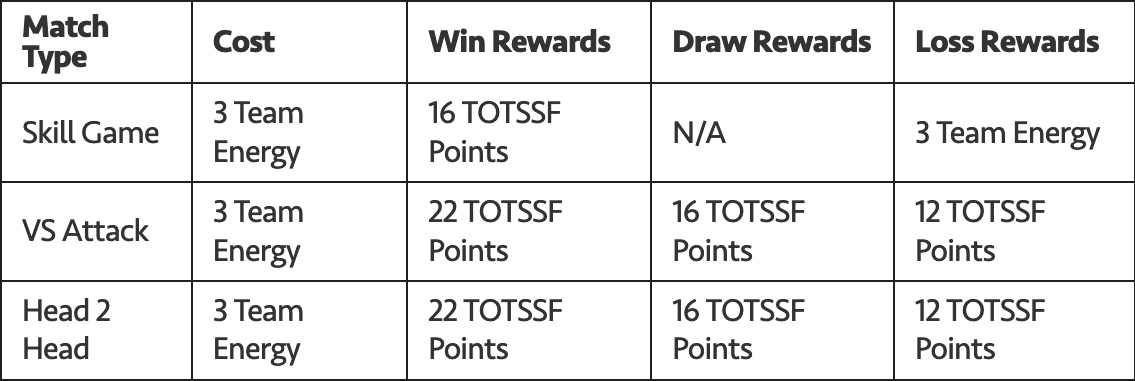 Match Type Cost Win Rewards Draw Rewards Loss Rewards
Skill Game 3 Team Energy 16 TOTSSF Points N/A 3 Team Energy
VS Attack 3 Team Energy 22 TOTSSF Points 16 TOTSSF Points 12 TOTSSF Points
Head 2 Head 3 Team Energy 22 TOTSSF Points 16 TOTSSF Points 12 TOTSSF Points